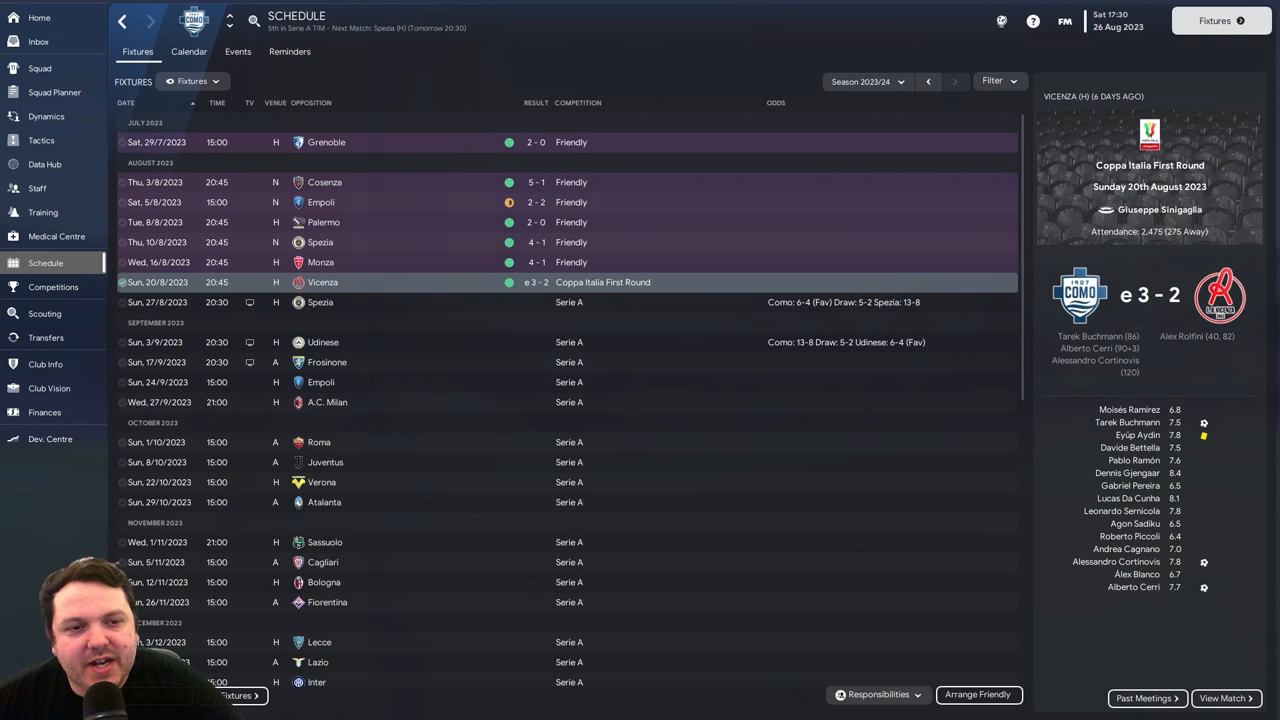 Home
Inbox
Squad
Squad Planner
Dynamics
Tactics
Data Hub
Staff
Training
Medical Centre
Schedule
Competitions
Scouting
Transfers
Club Info
Club Vision
Finances
Dev. Centre
1907
COMO
SCHEDULE
5th in Serie A TIM - Next Match: Spezia (H) (Tomorrow 20:30)
?
FM
Sat 17:30
26 Aug 2023
Fixtures
Fixtures Calendar Events Reminders
FIXTURES Fixtures
Season 2023/24
Filter
DATE TIME TV VENUE OPPOSITION RESULT COMPETITION ODDS
JULY 2023
Sat, 29/7/2023 15:00 H Grenoble 2 - 0 Friendly
AUGUST 2023
Thu, 3/8/2023 20:45 N Cosenza 5 - 1 Friendly
Sat, 5/8/2023 15:00 N Empoli 2 - 2 Friendly
Tue, 8/8/2023 20:45 H Palermo 2 - 0 Friendly
Thu, 10/8/2023 20:45 N Spezia 4 - 1 Friendly
Wed, 16/8/2023 20:45 H Monza 4 - 1 Friendly
Sun, 20/8/2023 20:45 H Vicenza e 3 - 2 Coppa Italia First Round
Sun, 27/8/2023 20:30 H Spezia Serie A Como: 6-4 (Fav) Draw: 5-2 Spezia: 13-8
SEPTEMBER 2023
Sun, 3/9/2023 20:30 H Udinese Serie A Como: 13-8 Draw: 5-2 Udinese: 6-4 (Fav)
Sun, 17/9/2023 20:30 A Frosinone Serie A
Sun, 24/9/2023 15:00 H Empoli Serie A
Wed, 27/9/2023 21:00 H A.C. Milan Serie A
OCTOBER 2023
Sun, 1/10/2023 15:00 A Roma Serie A
Sun, 8/10/2023 15:00 A Juventus Serie A
Sun, 22/10/2023 15:00 H Verona Serie A
Sun, 29/10/2023 15:00 A Atalanta Serie A
NOVEMBER 2023
Wed, 1/11/2023 21:00 H Sassuolo Serie A
Sun, 5/11/2023 15:00 A Cagliari Serie A
Sun, 12/11/2023 15:00 H Bologna Serie A
un, 26/11/2023 15:00 A Fiorentina Serie A
CEMBER 2023
3/12/2023 15:00 H Lecce Serie A
2023 15:00 A Lazio Serie A
15:00 H Inter Serie A
Fixtures
Responsibilities
Arrange Friendly
VICENZA (H) (6 DAYS AGO)
Coppa Italia First Round
Sunday 20th August 2023
Giuseppe Sinigaglia
Attendance: 2,475 (275 Away)
1907
COMO
e 3 - 2
Tarek Buchmann (86)
Alberto Cerri (90+3)
Alessandro Cortinovis
(120)
Alex Rolfini (40, 82)
Moisés Ramírez 6.8
Tarek Buchmann 7.5
Eyüp Aydin 7.8
Davide Bettella 7.5
Pablo Ramón 7.6
Dennis Gjengaar 8.4
Gabriel Pereira 6.5
Lucas Da Cunha 8.1
Leonardo Sernicola 7.8
Agon Sadiku 6.5
Roberto Piccoli 6.4
Andrea Cagnano 7.0
Alessandro Cortinovis 7.8
Álex Blanco 6.7
Alberto Cerri 7.7
Past Meetings
View Match